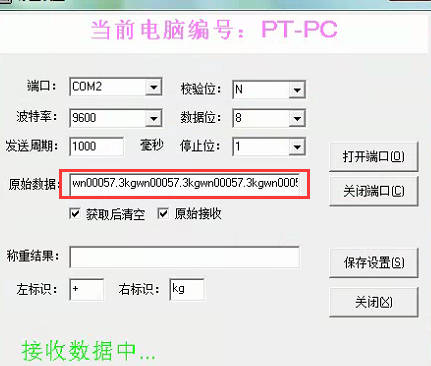 当前电脑编号：PT-PC
端口： COM2 校验位： N
波特率： 9600 数据位： 8
发送周期： 1000 毫秒 停止位： 1
打开端口(O)
原始数据： wn00057.3kgwn00057.3kgwn00057.3kgwn0005
关闭端口(C)
获取后清空 原始接收
称重结果：
保存设置(S)
左标识： + 右标识： kg
关闭(X)
接收数据中...